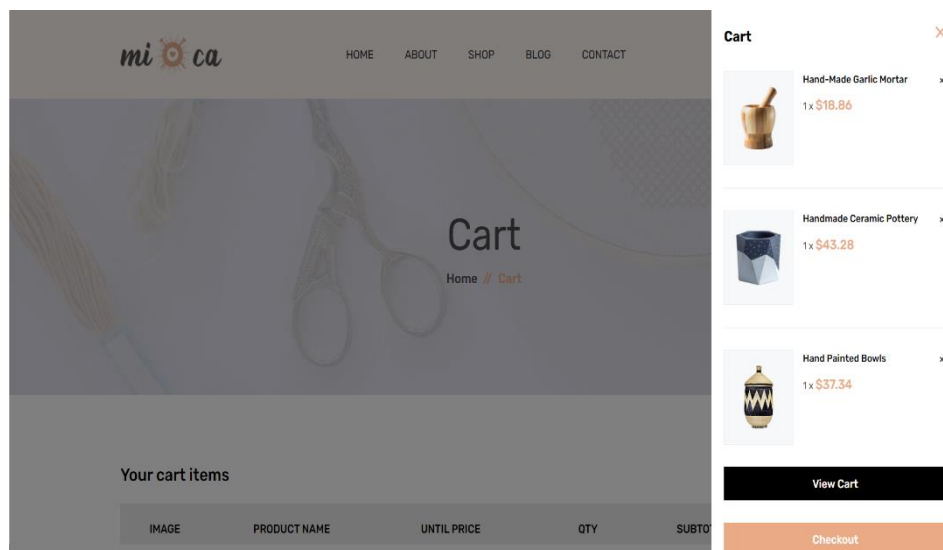 mi ca
HOME ABOUT SHOP BLOG CONTACT
Cart
Home // Cart
Your cart items
IMAGE PRODUCT NAME UNTIL PRICE QTY
Cart
Hand-Made Garlic Mortar
1 x $18.86
Handmade Ceramic Pottery
1 x $43.28
Hand Painted Bowls
1 x $37.34
View Cart
Checkout